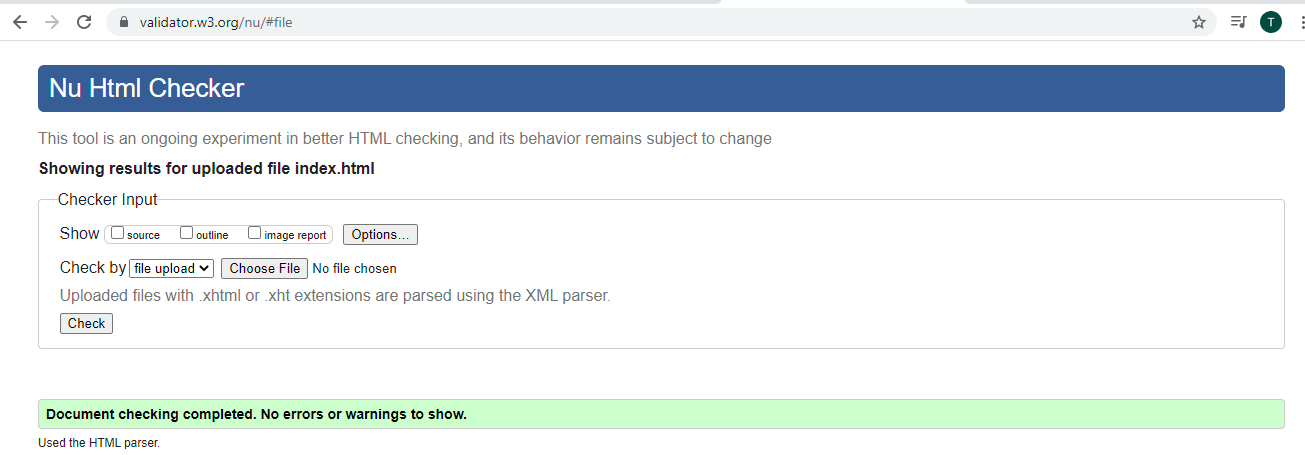 validator.w3.org/nu/#file
T
Nu Html Checker
This tool is an ongoing experiment in better HTML checking, and its behavior remains subject to change
Showing results for uploaded file index.html
Checker Input
Show source outline image report Options...
Check by file upload Choose File No file chosen
Uploaded files with .xhtml or .xht extensions are parsed using the XML parser.
Check
Document checking completed. No errors or warnings to show.
Used the HTML parser.